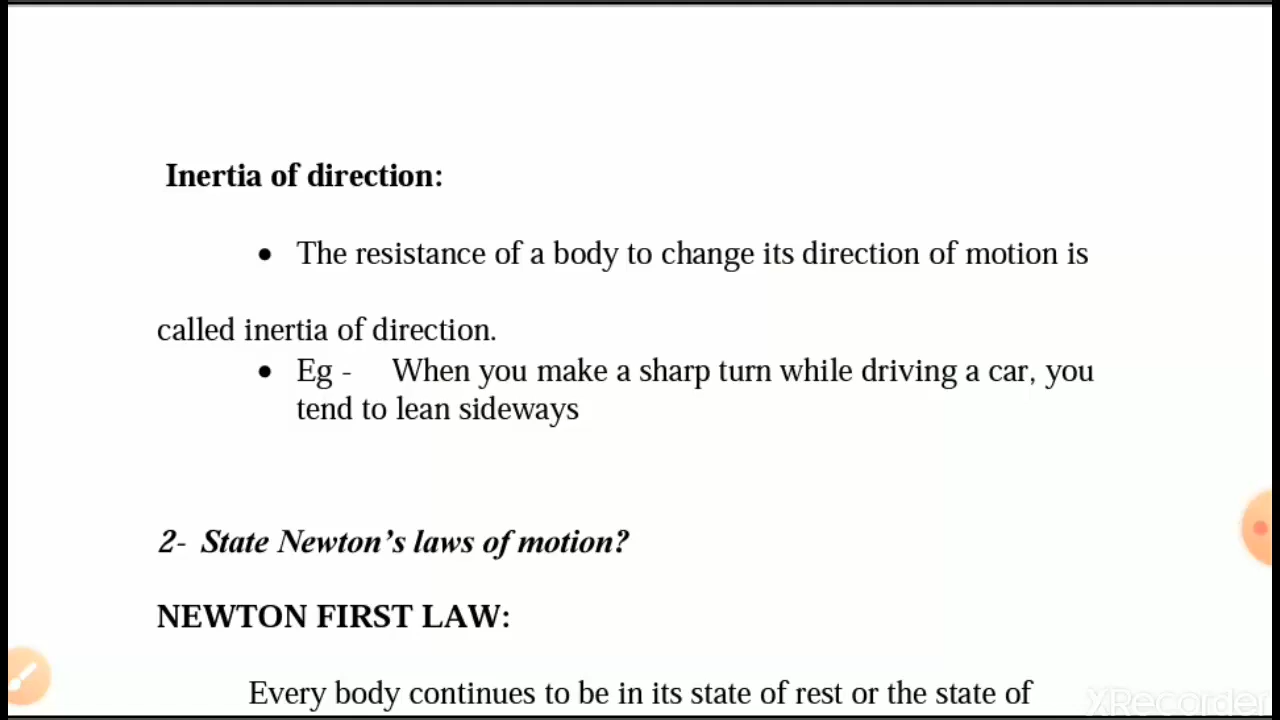 Inertia of direction:
• The resistance of a body to change its direction of motion is
called inertia of direction.
• Eg - When you make a sharp turn while driving a car, you
tend to lean sideways
2- State Newton’s laws of motion?
NEWTON FIRST LAW:
Every body continues to be in its state of rest or the state of
XRecorder